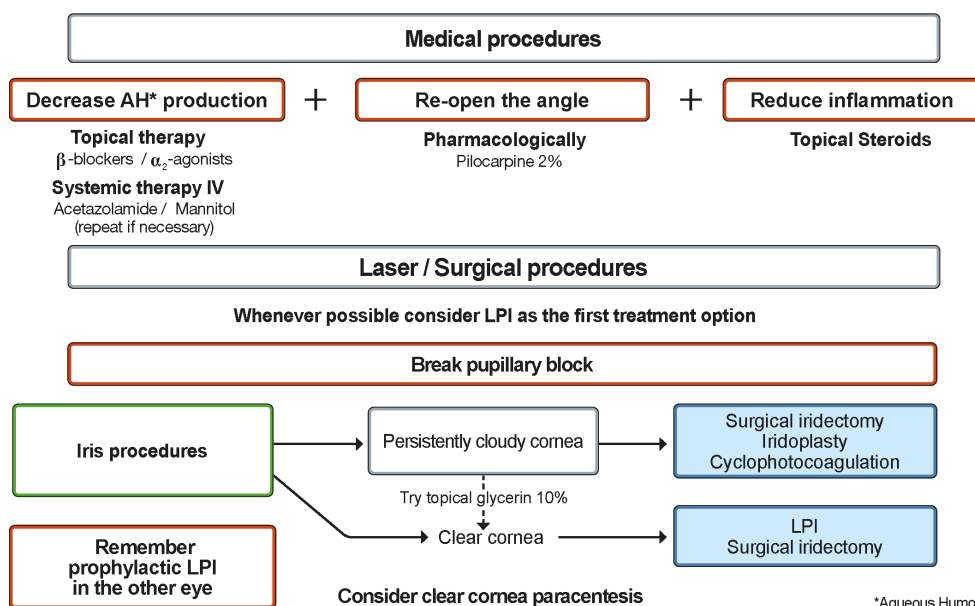 Medical procedures
Decrease AH* production + Re-open the angle + Reduce inflammation
Topical therapy
β-blockers / α₂-agonists
Systemic therapy IV
Acetazolamide / Mannitol
(repeat if necessary)
Pharmacologically
Pilocarpine 2%
Topical Steroids
Laser / Surgical procedures
Whenever possible consider LPI as the first treatment option
Break pupillary block
Iris procedures
Persistently cloudy cornea
Surgical iridectomy
Iridoplasty
Cyclophotocoagulation
Try topical glycerin 10%
Clear cornea
LPI
Surgical iridectomy
Remember
prophylactic LPI
in the other eye
Consider clear cornea paracentesis
*Aqueous Humo